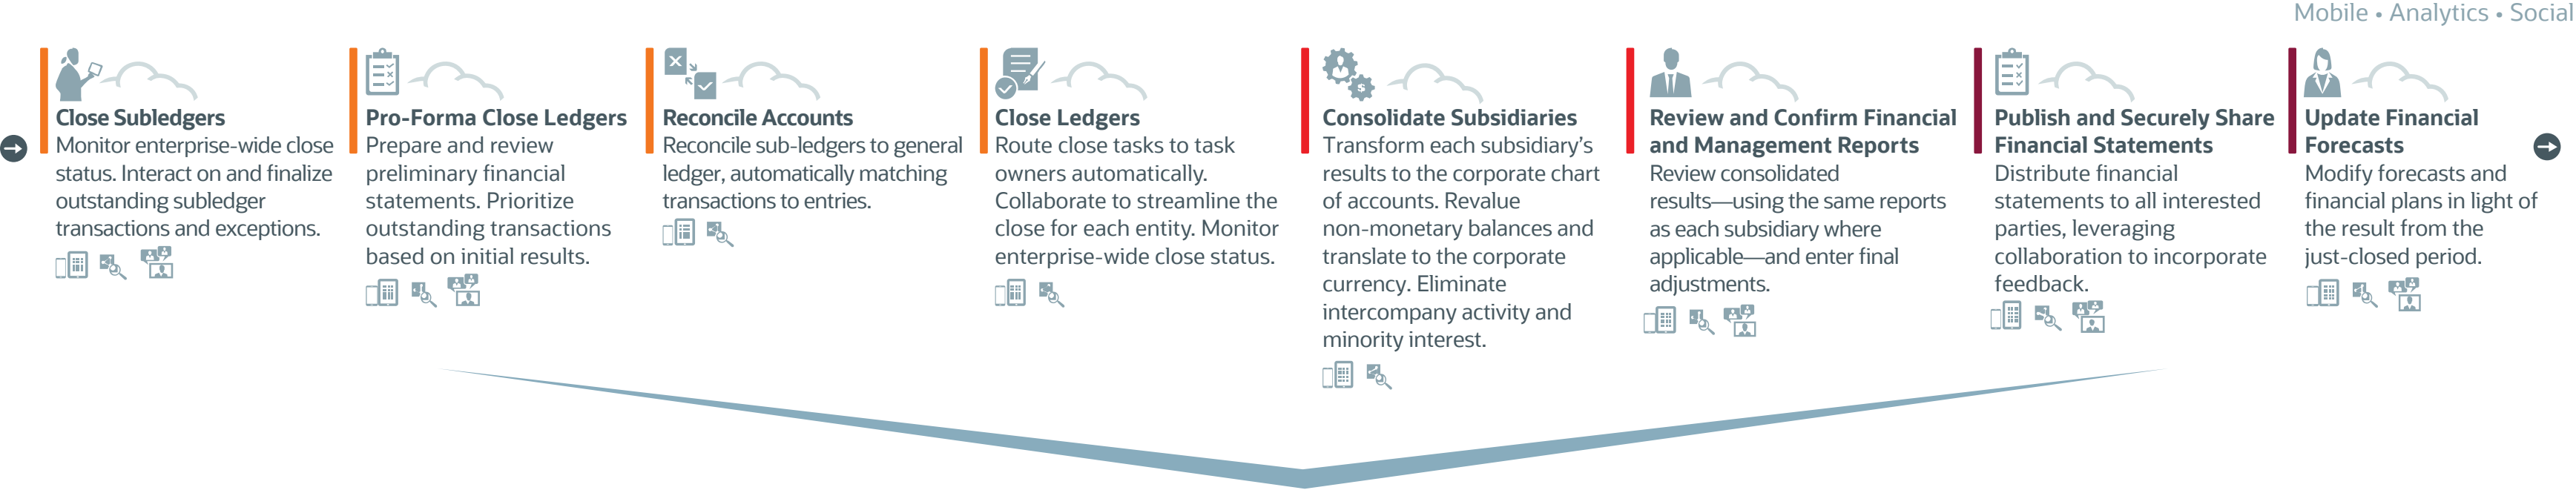 Mobile • Analytics • Social
Close Subledgers
Monitor enterprise-wide close
status. Interact on and finalize
outstanding subledger
transactions and exceptions.
Pro-Forma Close Ledgers
Prepare and review
preliminary financial
statements. Prioritize
outstanding transactions
based on initial results.
Reconcile Accounts
Reconcile sub-ledgers to general
ledger, automatically matching
transactions to entries.
Close Ledgers
Route close tasks to task
owners automatically.
Collaborate to streamline the
close for each entity. Monitor
enterprise-wide close status.
Consolidate Subsidiaries
Transform each subsidiary’s
results to the corporate chart
of accounts. Revalue
non-monetary balances and
translate to the corporate
currency. Eliminate
intercompany activity and
minority interest.
Review and Confirm Financial
and Management Reports
Review consolidated
results—using the same reports
as each subsidiary where
applicable—and enter final
adjustments.
Publish and Securely Share
Financial Statements
Distribute financial
statements to all interested
parties, leveraging
collaboration to incorporate
feedback.
Update Financial
Forecasts
Modify forecasts and
financial plans in light of
the result from the
just-closed period.